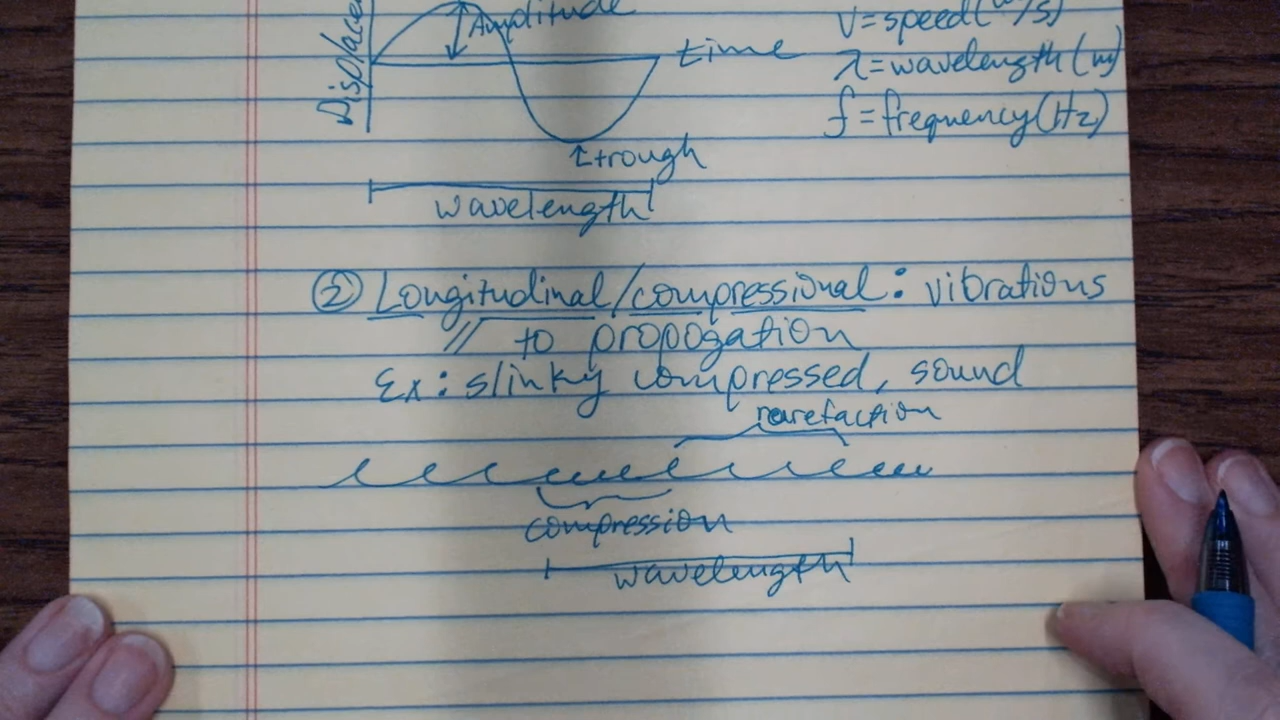 Amplitude
v=speed(m/s)
Displace
time
λ=wavelength(m)
f=frequency(Hz)
↑trough
wavelength
② Longitudinal/compressional: vibrations
// to propogation
Ex: slinky compressed, sound
rarefaction
compression
wavelength